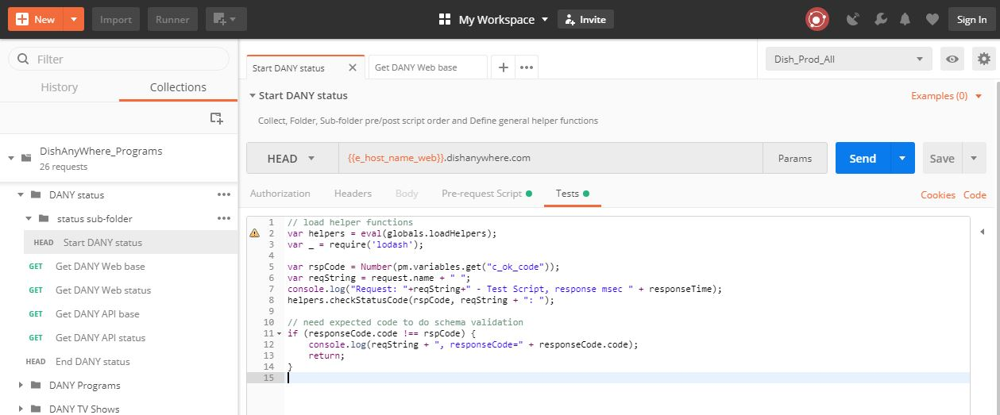 New Import Runner My Workspace Invite Sign In
Filter
History Collections
DishAnyWhere_Programs
26 requests
DANY status
status sub-folder
HEAD Start DANY status
GET Get DANY Web base
GET Get DANY Web status
GET Get DANY API base
GET Get DANY API status
HEAD End DANY status
DANY Programs
DANY TV Shows
Start DANY status Get DANY Web base Dish_Prod_All
Start DANY status Examples (0)
Collect, Folder, Sub-folder pre/post script order and Define general helper functions
HEAD {{e_host_name_web}}.dishanywhere.com Params Send Save
Authorization Headers Body Pre-request Script Tests Cookies Code
1 // load helper functions
2 var helpers = eval(globals.loadHelpers);
3 var _ = require('lodash');
4
5 var rspCode = Number(pm.variables.get("c_ok_code"));
6 var reqString = request.name + " ";
7 console.log("Request: "+reqString+" - Test Script, response msec " + responseTime);
8 helpers.checkStatusCode(rspCode, reqString + ": ");
9
10 // need expected code to do schema validation
11 if (responseCode.code !== rspCode) {
12 console.log(reqString + ", responseCode=" + responseCode.code);
13 return;
14 }
15